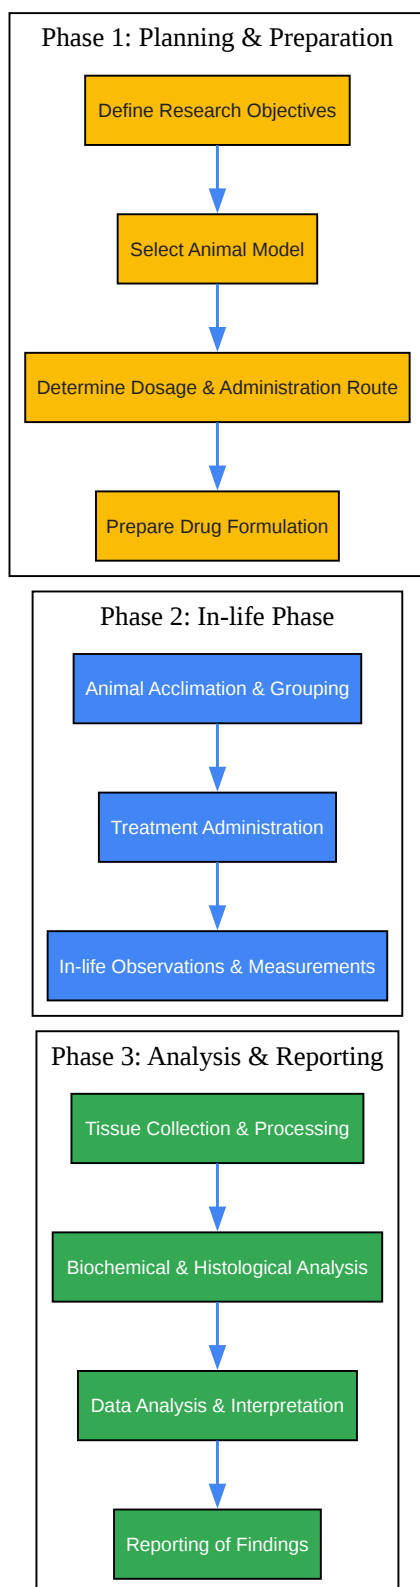 Phase 1: Planning & Preparation
Define Research Objectives
Select Animal Model
Determine Dosage & Administration Route
Prepare Drug Formulation
Phase 2: In-life Phase
Animal Acclimation & Grouping
Treatment Administration
In-life Observations & Measurements
Phase 3: Analysis & Reporting
Tissue Collection & Processing
Biochemical & Histological Analysis
Data Analysis & Interpretation
Reporting of Findings